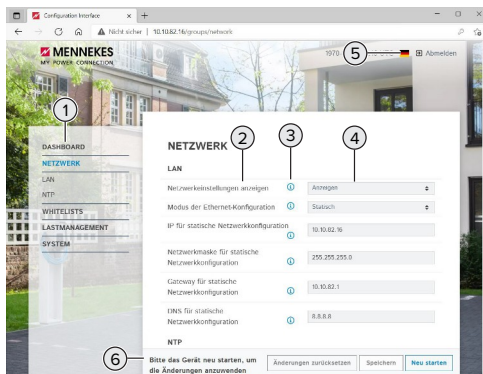 Configuration Interface
Nicht sicher | 10.10.82.16/groups/network
MENNEKES
MY POWER CONNECTION
1970
5
Abmelden
1
DASHBOARD
NETZWERK
LAN
NTP
WHITELISTS
LASTMANAGEMENT
SYSTEM
NETZWERK
2
3
4
LAN
Netzwerkeinstellungen anzeigen
Anzeigen
Modus der Ethernet-Konfiguration
Statisch
IP für statische Netzwerkkonfiguration
10.10.82.16
Netzwerkmaske für statische
Netzwerkkonfiguration
255.255.255.0
Gateway für statische
Netzwerkkonfiguration
10.10.82.1
DNS für statische
Netzwerkkonfiguration
8.8.8.8
NTP
6
Bitte das Gerät neu starten, um
die Änderungen anzuwenden
Änderungen zurücksetzen
Speichern
Neu starten